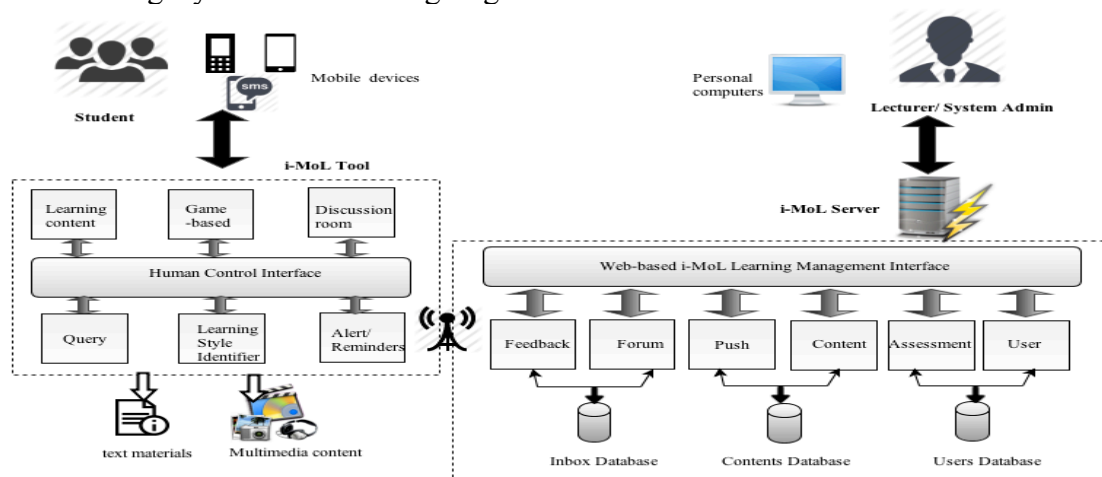 sms
Mobile devices
Student
Personal
computers
Lecturer/ System Admin
i-MoL Tool
i-MoL Server
Learning
content
Game
-based
Discussion
room
Human Control Interface
Query
Learning
Style
Identifier
Alert/
Reminders
text materials
Multimedia content
Web-based i-MoL Learning Management Interface
Feedback
Forum
Push
Content
Assessment
User
Inbox Database
Contents Database
Users Database